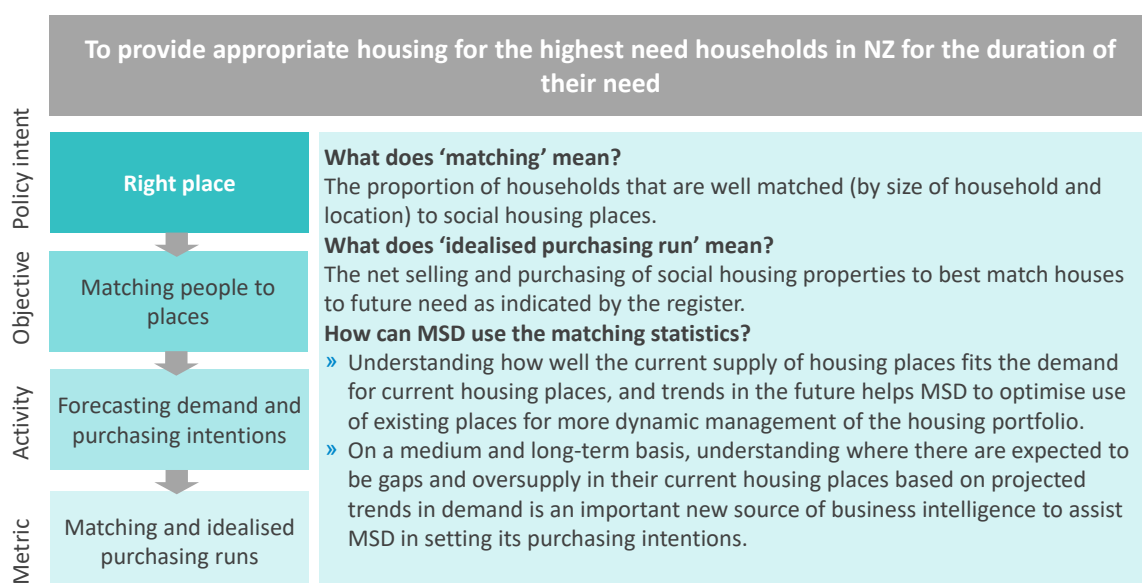 To provide appropriate housing for the highest need households in NZ for the duration of
their need
Policy intent
Right place
Objective
Matching people to
places
Activity
Forecasting demand and
purchasing intentions
Metric
Matching and idealised
purchasing runs
What does ‘matching’ mean?
The proportion of households that are well matched (by size of household and
location) to social housing places.
What does ‘idealised purchasing run’ mean?
The net selling and purchasing of social housing properties to best match houses
to future need as indicated by the register.
How can MSD use the matching statistics?
» Understanding how well the current supply of housing places fits the demand
for current housing places, and trends in the future helps MSD to optimise use
of existing places for more dynamic management of the housing portfolio.
» On a medium and long-term basis, understanding where there are expected to
be gaps and oversupply in their current housing places based on projected
trends in demand is an important new source of business intelligence to assist
MSD in setting its purchasing intentions.